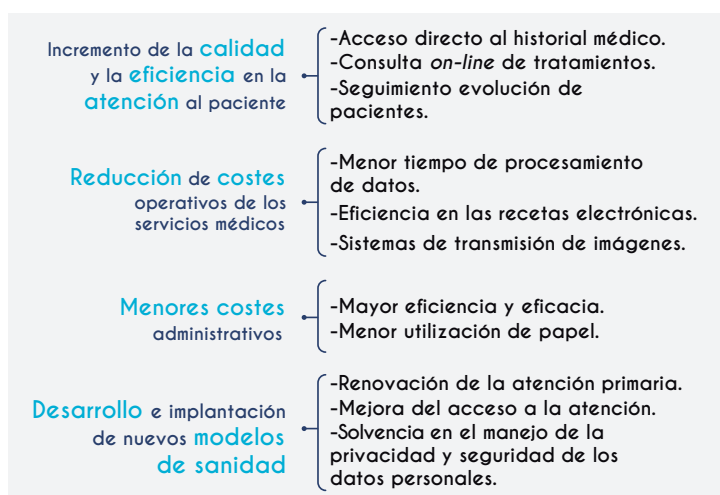 Incremento de la calidad
y la eficiencia en la
atención al paciente
-Acceso directo al historial médico.
-Consulta on-line de tratamientos.
-Seguimiento evolución de
pacientes.
Reducción de costes
operativos de los
servicios médicos
-Menor tiempo de procesamiento
de datos.
-Eficiencia en las recetas electrónicas.
-Sistemas de transmisión de imágenes.
Menores costes
administrativos
-Mayor eficiencia y eficacia.
-Menor utilización de papel.
Desarrollo e implantación
de nuevos modelos
de sanidad
-Renovación de la atención primaria.
-Mejora del acceso a la atención.
-Solvencia en el manejo de la
privacidad y seguridad de los
datos personales.